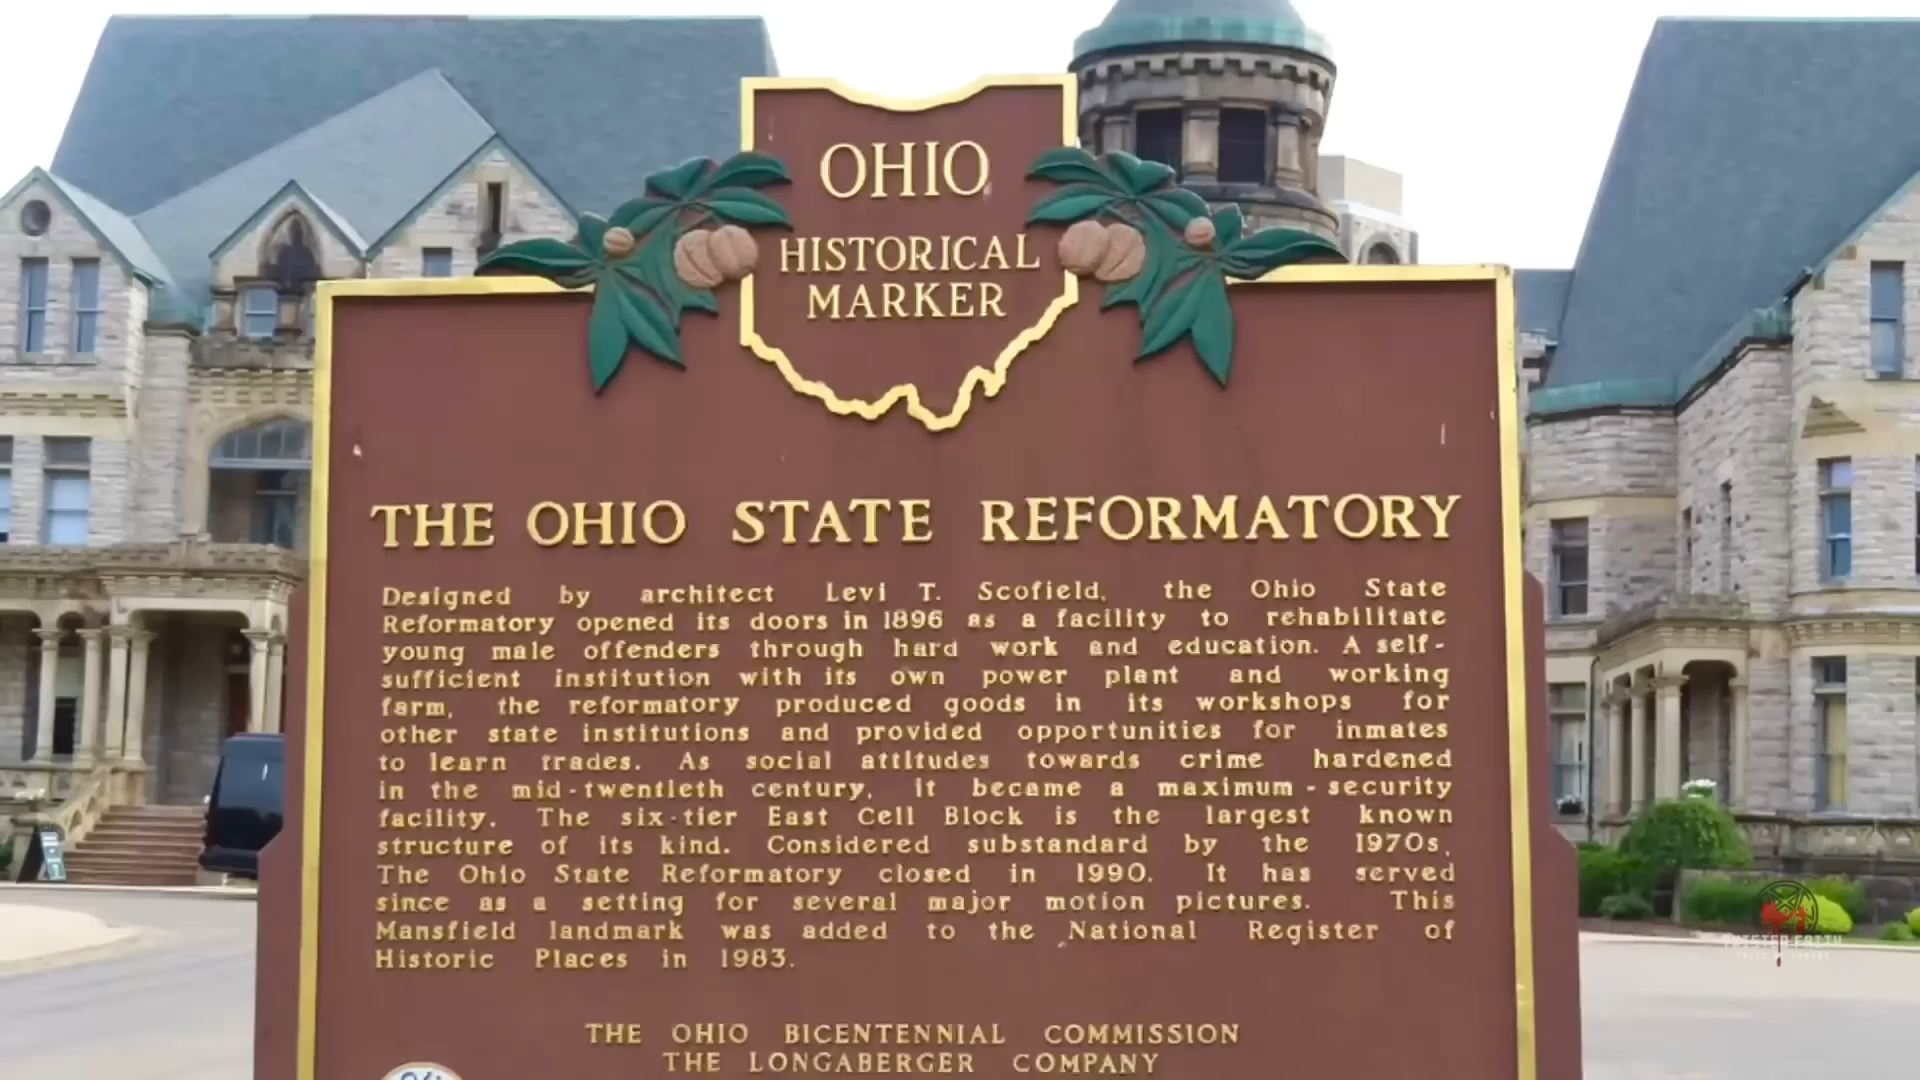 OHIO
HISTORICAL
MARKER
THE OHIO STATE REFORMATORY
Designed by architect Levi T. Scofield, the Ohio State
Reformatory opened its doors in 1896 as a facility to rehabilitate
young male offenders through hard work and education. A self-
sufficient institution with its own power plant and working
farm, the reformatory produced goods in its workshops for
other state institutions and provided opportunities for inmates
to learn trades. As social attitudes towards crime hardened
in the mid-twentieth century, it became a maximum-security
facility. The six-tier East Cell Block is the largest known
structure of its kind. Considered substandard by the 1970s,
The Ohio State Reformatory closed in 1990. It has served
since as a setting for several major motion pictures. This
Mansfield landmark was added to the National Register of
Historic Places in 1983.
THE OHIO BICENTENNIAL COMMISSION
THE LONGABERGER COMPANY